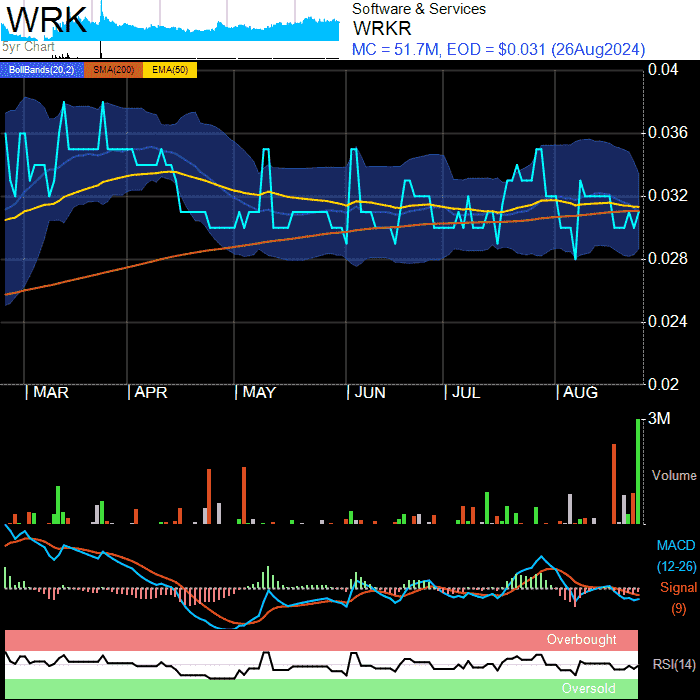 WRK
5yr Chart
Software & Services
WRKR
MC = 51.7M, EOD = $0.031 (26Aug2024)
BollBands(20,2) SMA(200) EMA(50)
0.04
0.036
0.032
0.028
0.024
0.02
MAR APR MAY JUN JUL AUG
3M
Volume
MACD
(12-26)
Signal
(9)
Overbought
RSI(14)
Oversold